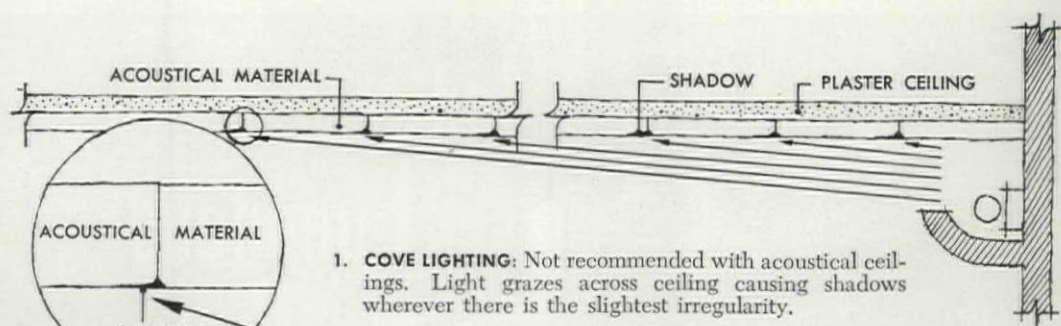 ACOUSTICAL MATERIAL
SHADOW
PLASTER CEILING
ACOUSTICAL MATERIAL
1. COVE LIGHTING: Not recommended with acoustical ceil-
ings. Light grazes across ceiling causing shadows
wherever there is the slightest irregularity.